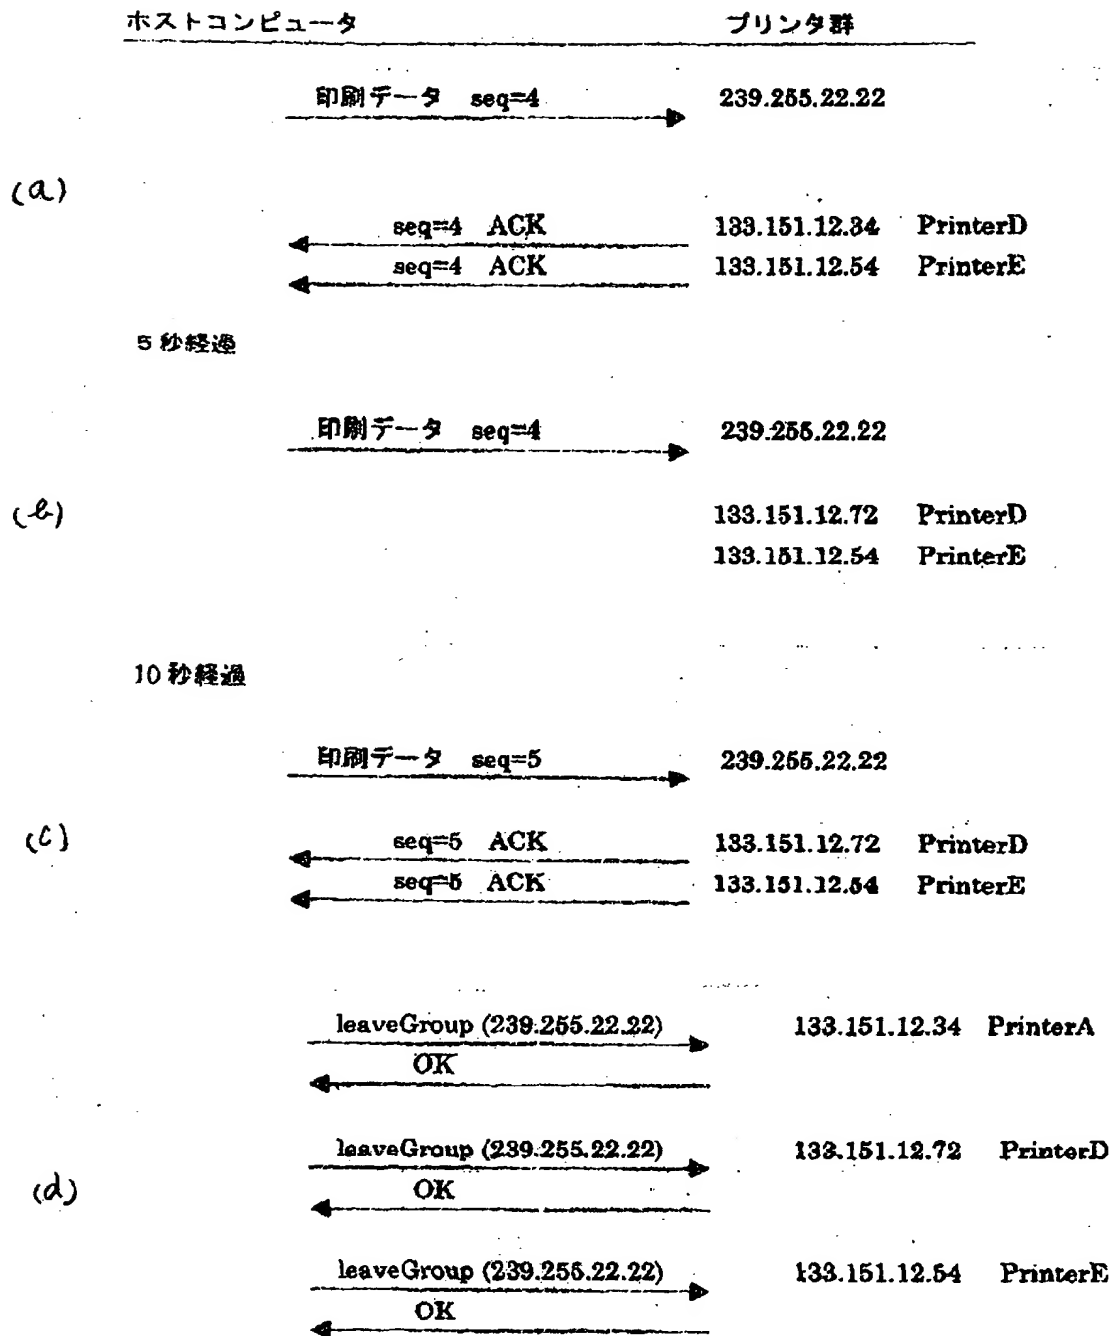 ホストコンピュータ プリンタ群
印刷データ seq=4 239.255.22.22
(a)
seq=4 ACK 133.151.12.34 PrinterD
seq=4 ACK 133.151.12.54 PrinterE
5秒経過
印刷データ seq=4 239.255.22.22
(b)
133.151.12.72 PrinterD
133.151.12.54 PrinterE
10秒経過
印刷データ seq=5 239.255.22.22
(c)
seq=5 ACK 133.151.12.72 PrinterD
seq=5 ACK 133.151.12.54 PrinterE
leaveGroup (239.255.22.22) 133.151.12.34 PrinterA
OK
leaveGroup (239.255.22.22) 133.151.12.72 PrinterD
(d)
OK
leaveGroup (239.255.22.22) 133.151.12.54 PrinterE
OK